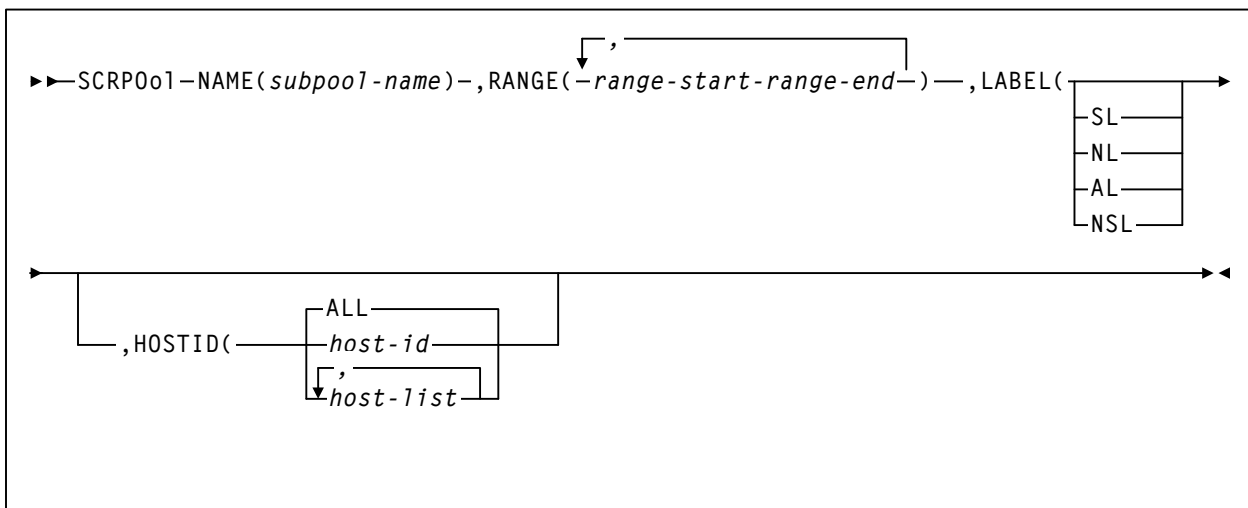 ,
SCRPOol NAME(subpool-name) ,RANGE( range-start-range-end ) ,LABEL(
SL
NL
AL
NSL
ALL
,HOSTID( host-id
,
host-list